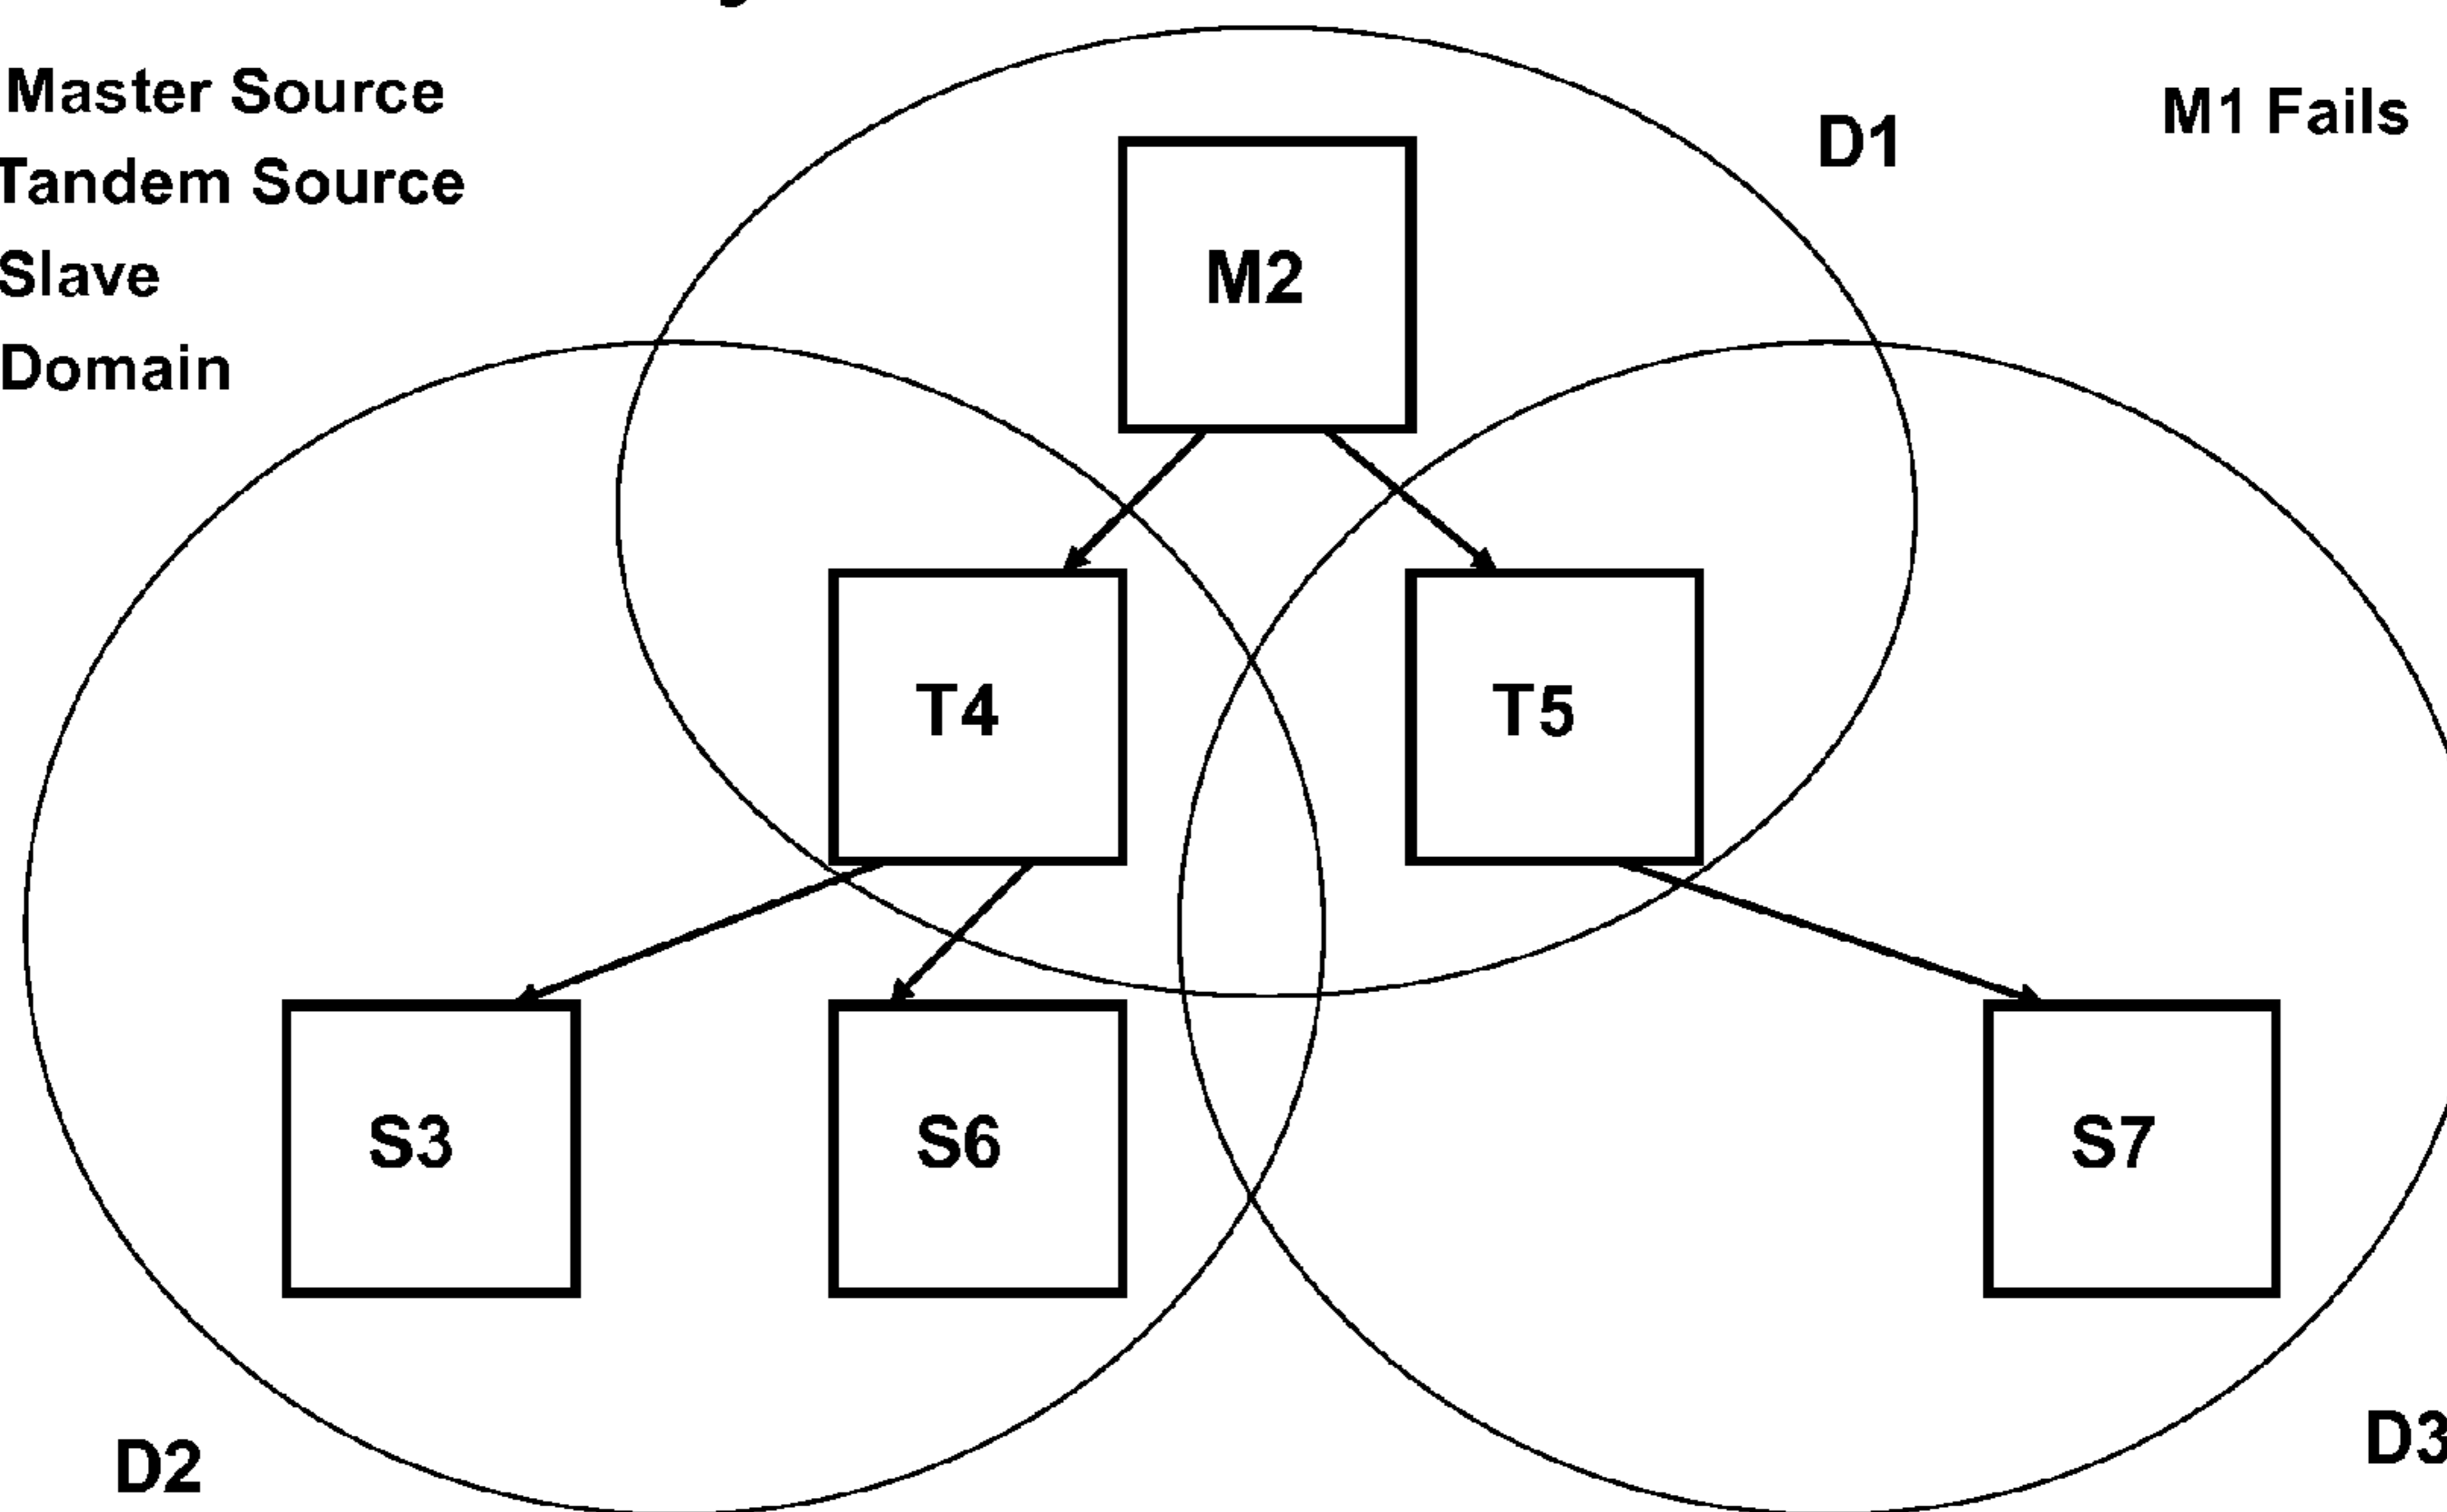 Master Source
Tandem Source
Slave
Domain
D1
M1 Fails
M2
T4
T5
S3
S6
S7
D2
D3